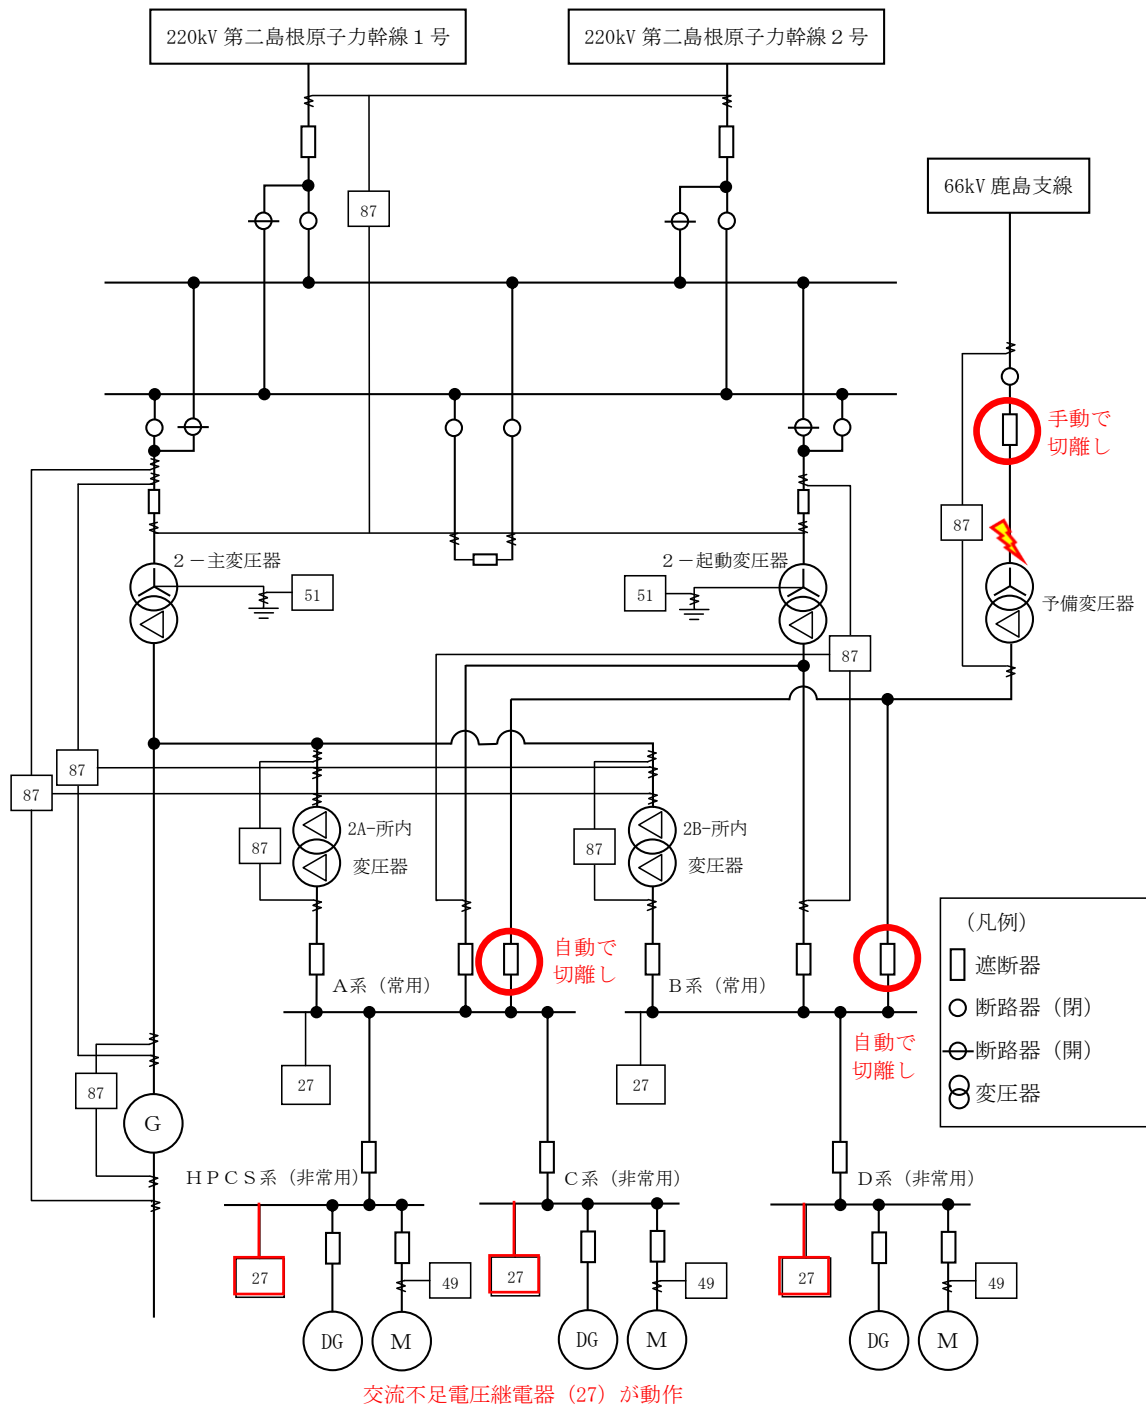 220kV 第二島根原子力幹線１号
220kV 第二島根原子力幹線２号
66kV 鹿島支線
87
手動で
切離し
87
２－主変圧器
51
２－起動変圧器
51
予備変圧器
87
87
87
87
2A-所内
変圧器
87
2B-所内
変圧器
(凡例)
遮断器
断路器（閉）
断路器（開）
変圧器
自動で
切離し
A系（常用）
B系（常用）
自動で
切離し
27
27
87
G
ＨＰＣＳ系（非常用）
C系（非常用）
D系（非常用）
27
49
27
49
27
49
DG
M
DG
M
DG
M
交流不足電圧継電器（27）が動作